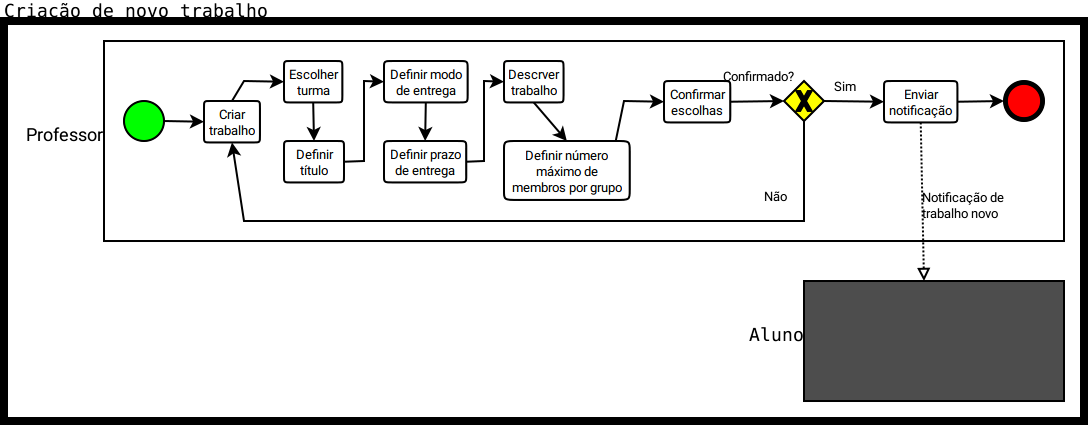 Criacão de novo trabalho
Professor
Criar
trabalho
Escolher
turma
Definir
título
Definir modo
de entrega
Definir prazo
de entrega
Descrver
trabalho
Definir número
máximo de
membros por grupo
Confirmar
escolhas
Confirmado?
X
Sim
Não
Enviar
notificação
Notificação de
trabalho novo
Aluno